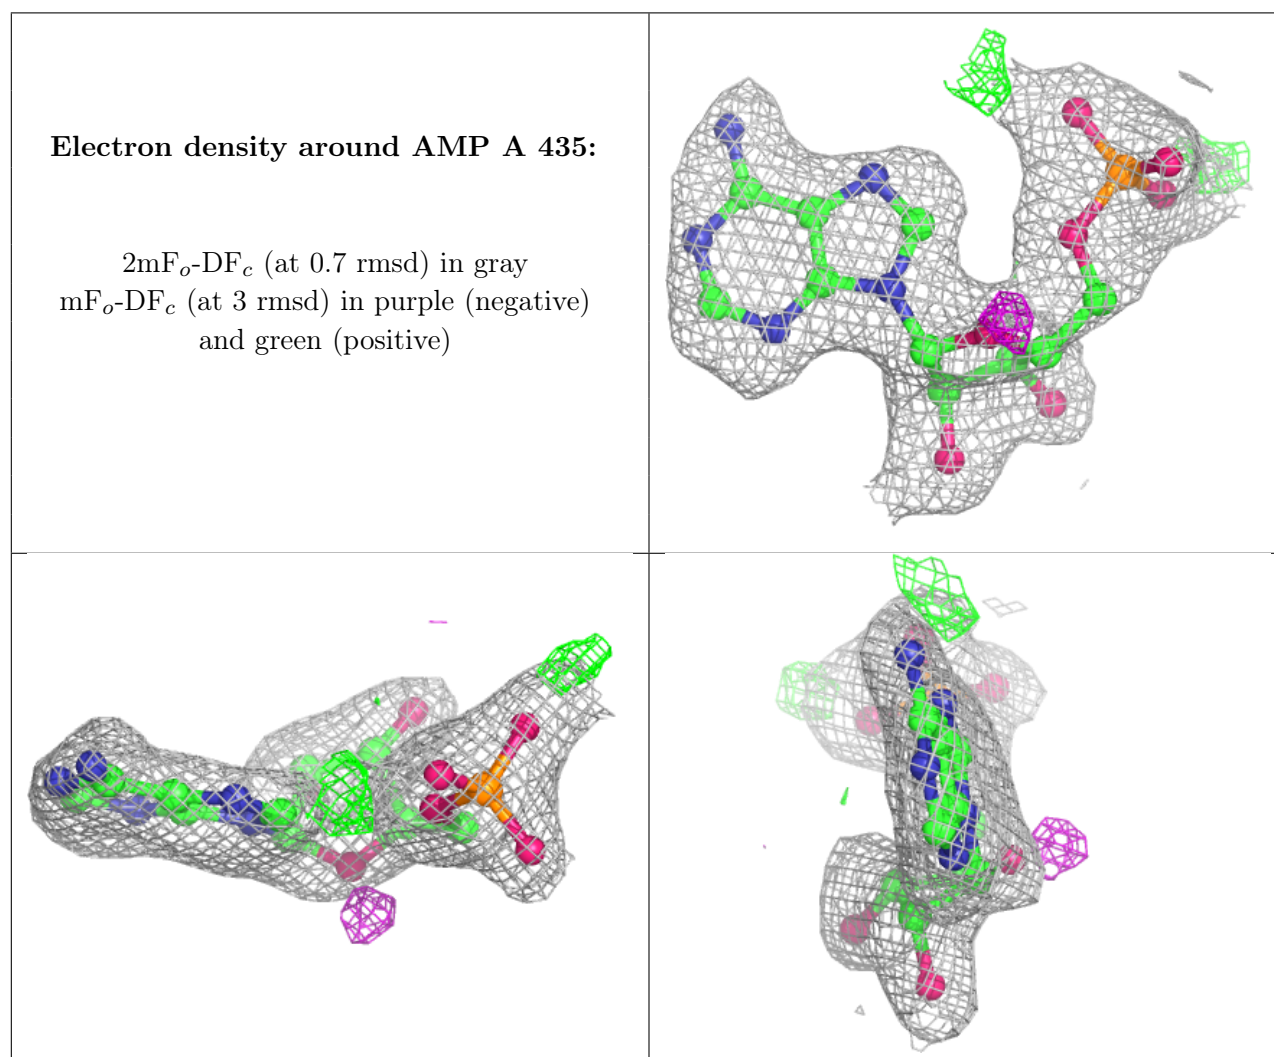 Electron density around AMP A 435:
2mFo-DFc (at 0.7 rmsd) in gray
mFo-DFc (at 3 rmsd) in purple (negative)
and green (positive)